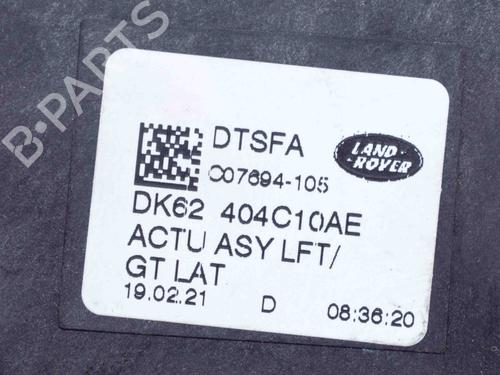 B-PARTS
DTSFA
C07694-105
LAND
ROVER
DK62 404C10AE
ACTU ASY LFT/
GT LAT
19.02.21 D 08:36:20